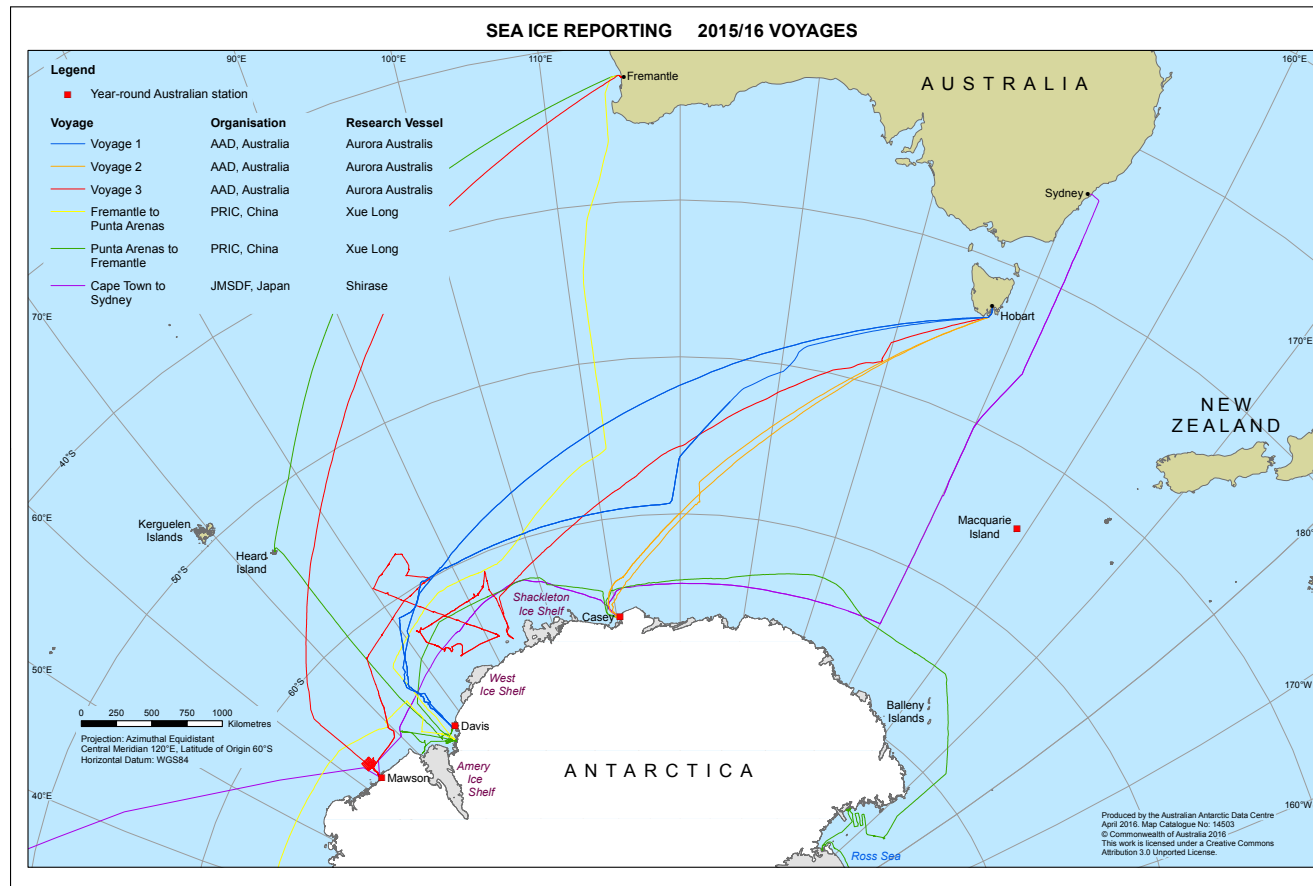 SEA ICE REPORTING 2015/16 VOYAGES
90°E
100°E
110°E
160°E
Legend
Year-round Australian station
Voyage Organisation Research Vessel
Voyage 1 AAD, Australia Aurora Australis
Voyage 2 AAD, Australia Aurora Australis
Voyage 3 AAD, Australia Aurora Australis
Fremantle to PRIC, China Xue Long
Punta Arenas
Punta Arenas to PRIC, China Xue Long
Fremantle
Cape Town to JMSDF, Japan Shirase
Sydney
Fremantle
AUSTRALIA
Sydney
Hobart
70°E
170°E
NEW
ZEALAND
40°S
60°E
Kerguelen
Islands
Heard
Island
50°S
Macquarie
Island
180°
Shackleton
Ice Shelf
Casey
50°E
60°S
West
Ice Shelf
170°W
Balleny
Islands
0 250 500 750 1000
Kilometres
Projection: Azimuthal Equidistant
Central Meridian 120°E, Latitude of Origin 60°S
Horizontal Datum: WGS84
Davis
Amery
Ice
Shelf
Mawson
ANTARCTICA
40°E
160°W
Ross Sea
Produced by the Australian Antarctic Data Centre
April 2016. Map Catalogue No: 14503
© Commonwealth of Australia 2016
This work is licensed under a Creative Commons
Attribution 3.0 Unported License.